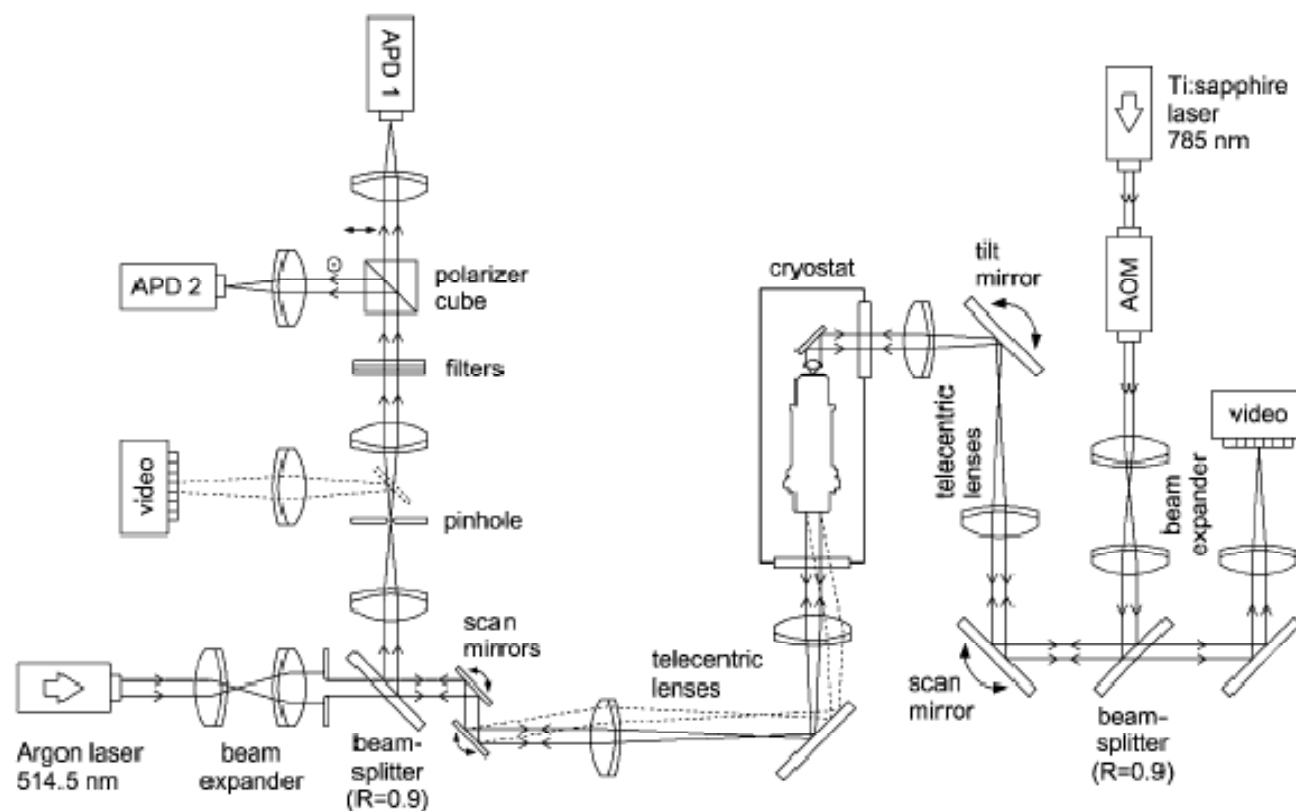 APD 1
Ti:sapphire
laser
785 nm
APD 2
polarizer
cube
cryostat
tilt
mirror
AOM
filters
telecentric
lenses
video
video
beam
expander
pinhole
scan
mirrors
telecentric
lenses
scan
mirror
Argon laser
514.5 nm
beam
expander
beam-
splitter
(R=0.9)
beam-
splitter
(R=0.9)